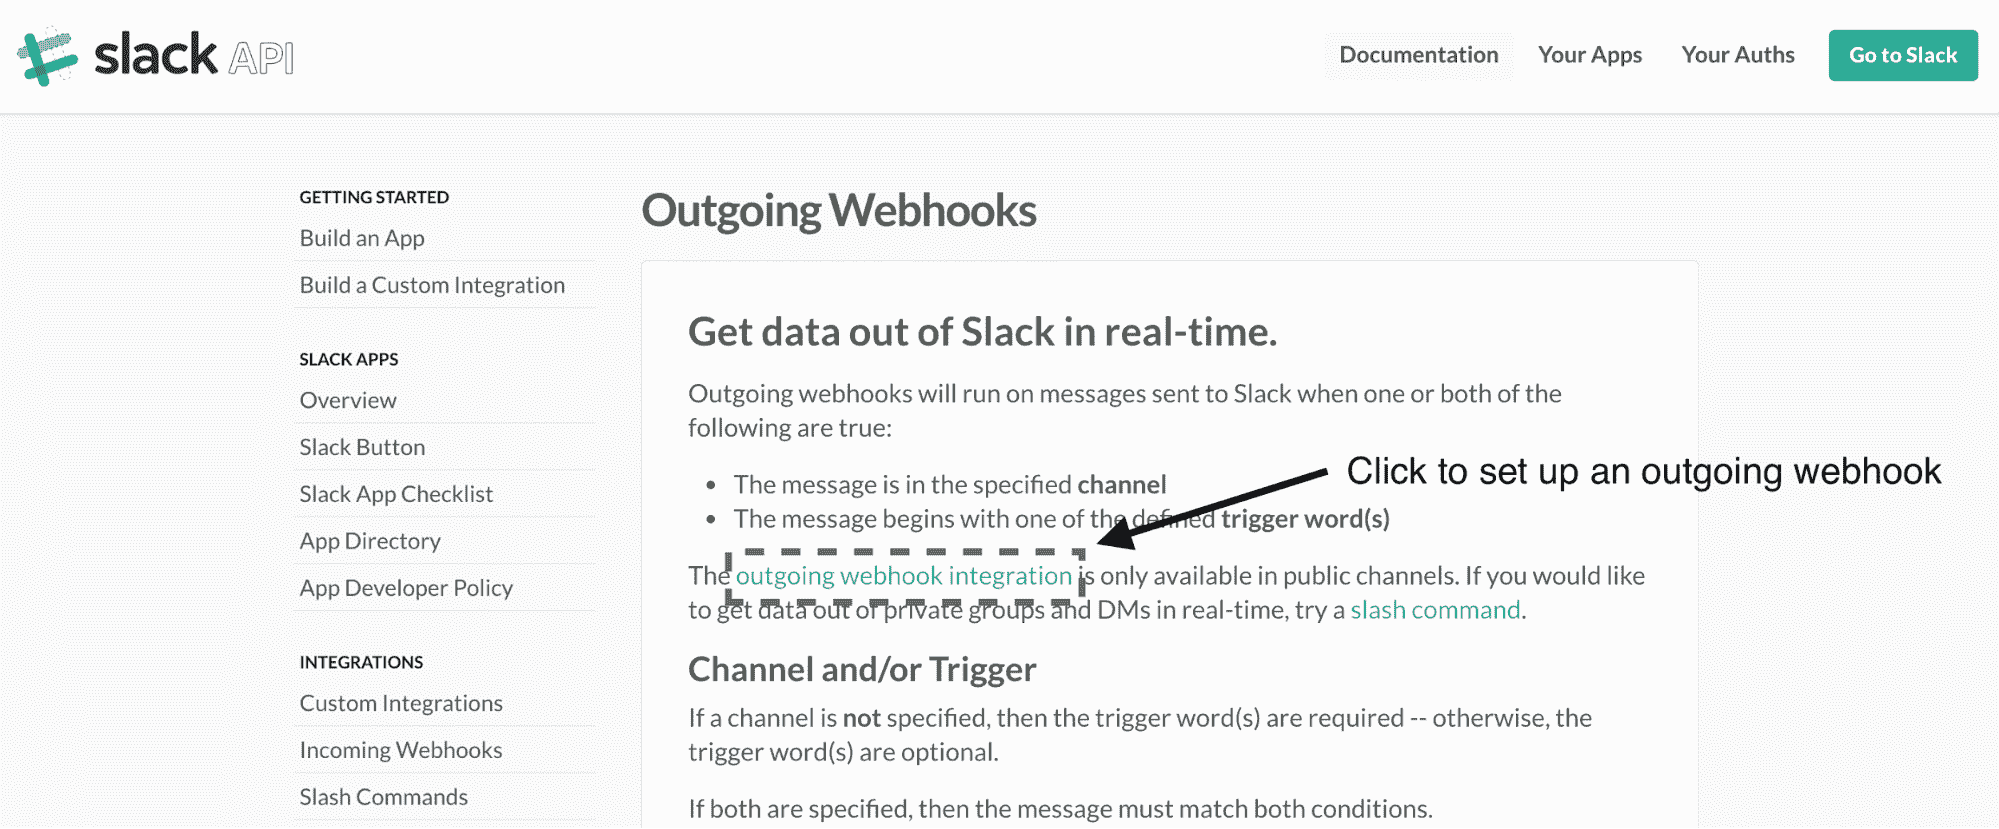 slack API
Documentation
Your Apps
Your Auths
Go to Slack
GETTING STARTED
Build an App
Build a Custom Integration
SLACK APPS
Overview
Slack Button
Slack App Checklist
App Directory
App Developer Policy
INTEGRATIONS
Custom Integrations
Incoming Webhooks
Slash Commands
Outgoing Webhooks
Get data out of Slack in real-time.
Outgoing webhooks will run on messages sent to Slack when one or both of the
following are true:
• The message is in the specified channel
• The message begins with one of the defined trigger word(s)
Click to set up an outgoing webhook
The outgoing webhook integration is only available in public channels. If you would like
to get data out of private groups and DMs in real-time, try a slash command.
Channel and/or Trigger
If a channel is not specified, then the trigger word(s) are required -- otherwise, the
trigger word(s) are optional.
If both are specified, then the message must match both conditions.